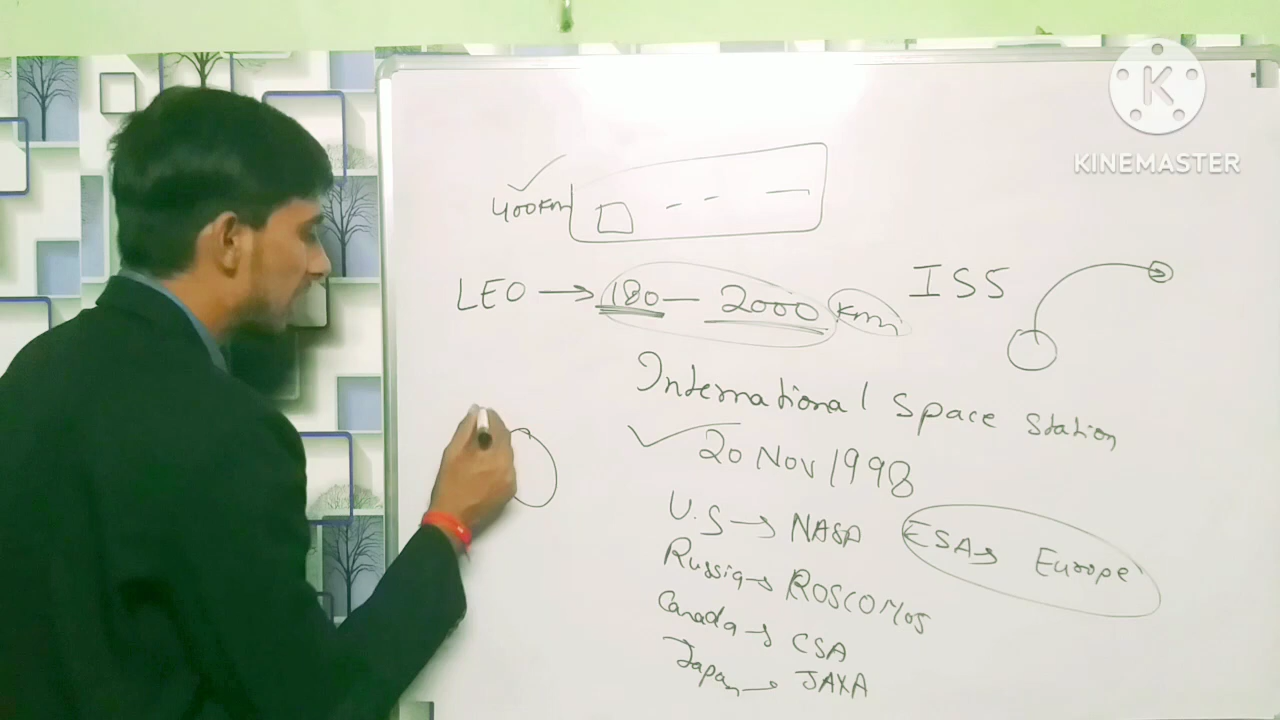 KINEMASTER
400Km
LEO → 180 — 2000 Km
ISS
International Space Station
20 Nov 1998
U.S → NASA
ESA → Europe
Russia → ROSCOMOS
Canada → CSA
Japan → JAXA